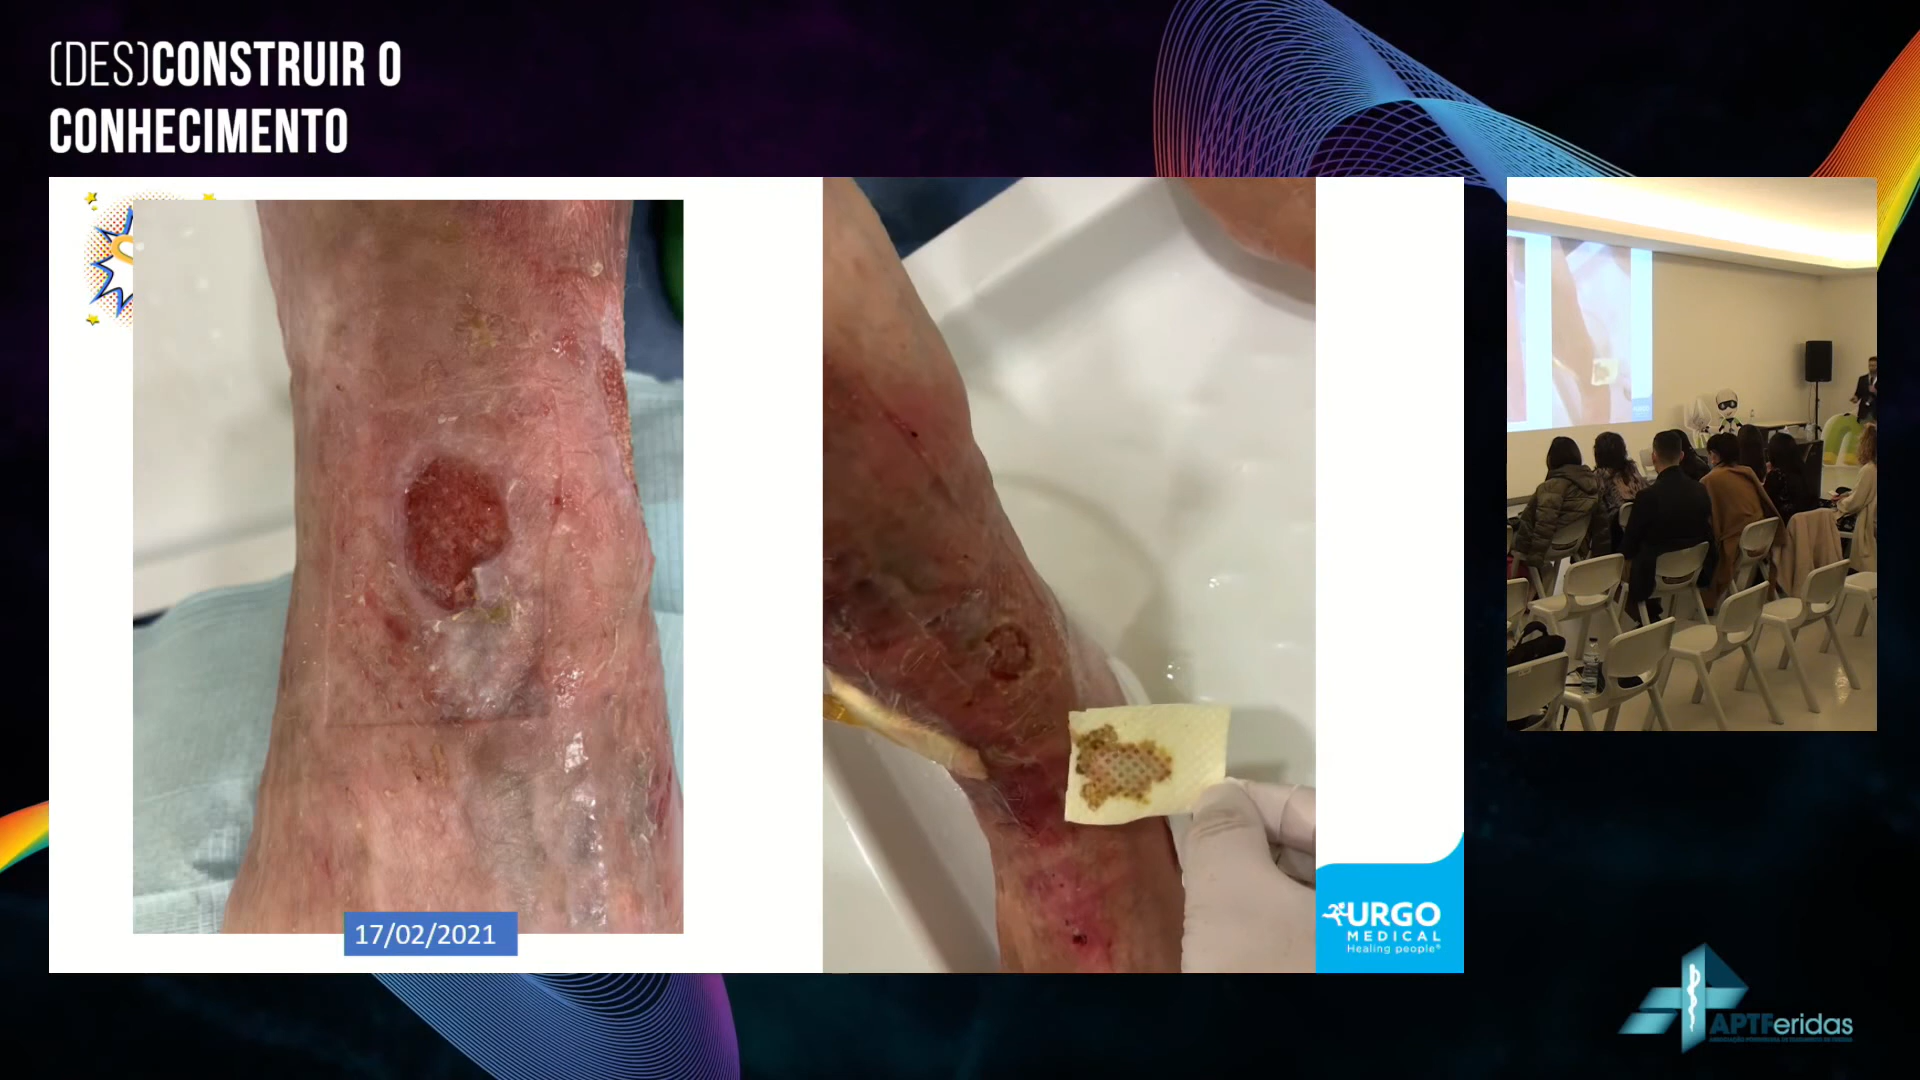 (DES)CONSTRUIR O
CONHECIMENTO
17/02/2021
URGO
MEDICAL
Healing people®
APTFeridas